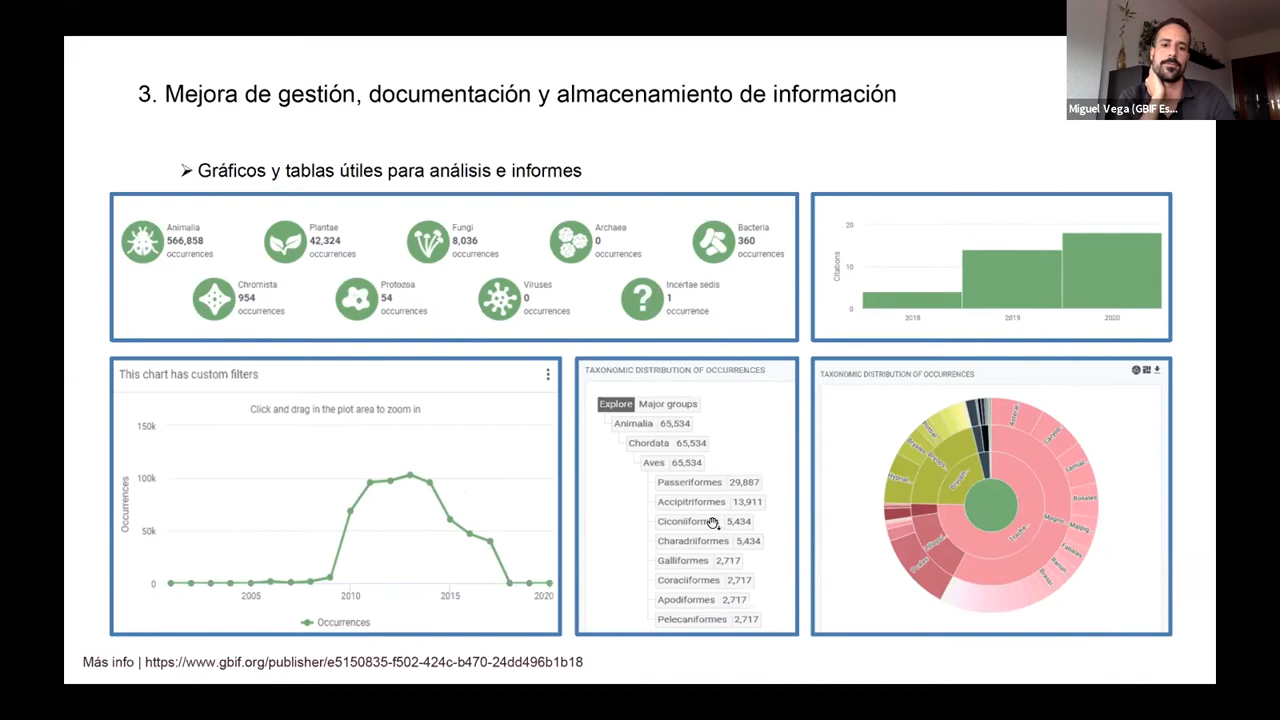 3. Mejora de gestión, documentación y almacenamiento de información
Miguel Vega (GBIF Es...
➢ Gráficos y tablas útiles para análisis e informes
Animalia
566,858
occurrences
Plantae
42,324
occurrences
Fungi
8,036
occurrences
Archaea
0
occurrences
Bacteria
360
occurrences
Chromista
954
occurrences
Protozoa
54
occurrences
Viruses
0
occurrences
Incertae sedis
1
occurrence
Citations
20
10
0
2018
2019
2020
This chart has custom filters
Click and drag in the plot area to zoom in
Occurrences
150k
100k
50k
0
2005
2010
2015
2020
Occurrences
TAXONOMIC DISTRIBUTION OF OCCURRENCES
Explore Major groups
Animalia 65,534
Chordata 65,534
Aves 65,534
Passeriformes 29,887
Accipitriformes 13,911
5,434
Charadriiformes 5,434
Galliformes 2,717
Coraciiformes 2,717
Apodiformes 2,717
Pelecaniformes 2,717
TAXONOMIC DISTRIBUTION OF OCCURRENCES
Rosales
Fabales
Poales
Más info | https://www.gbif.org/publisher/e5150835-f502-424c-b470-24dd496b1b18